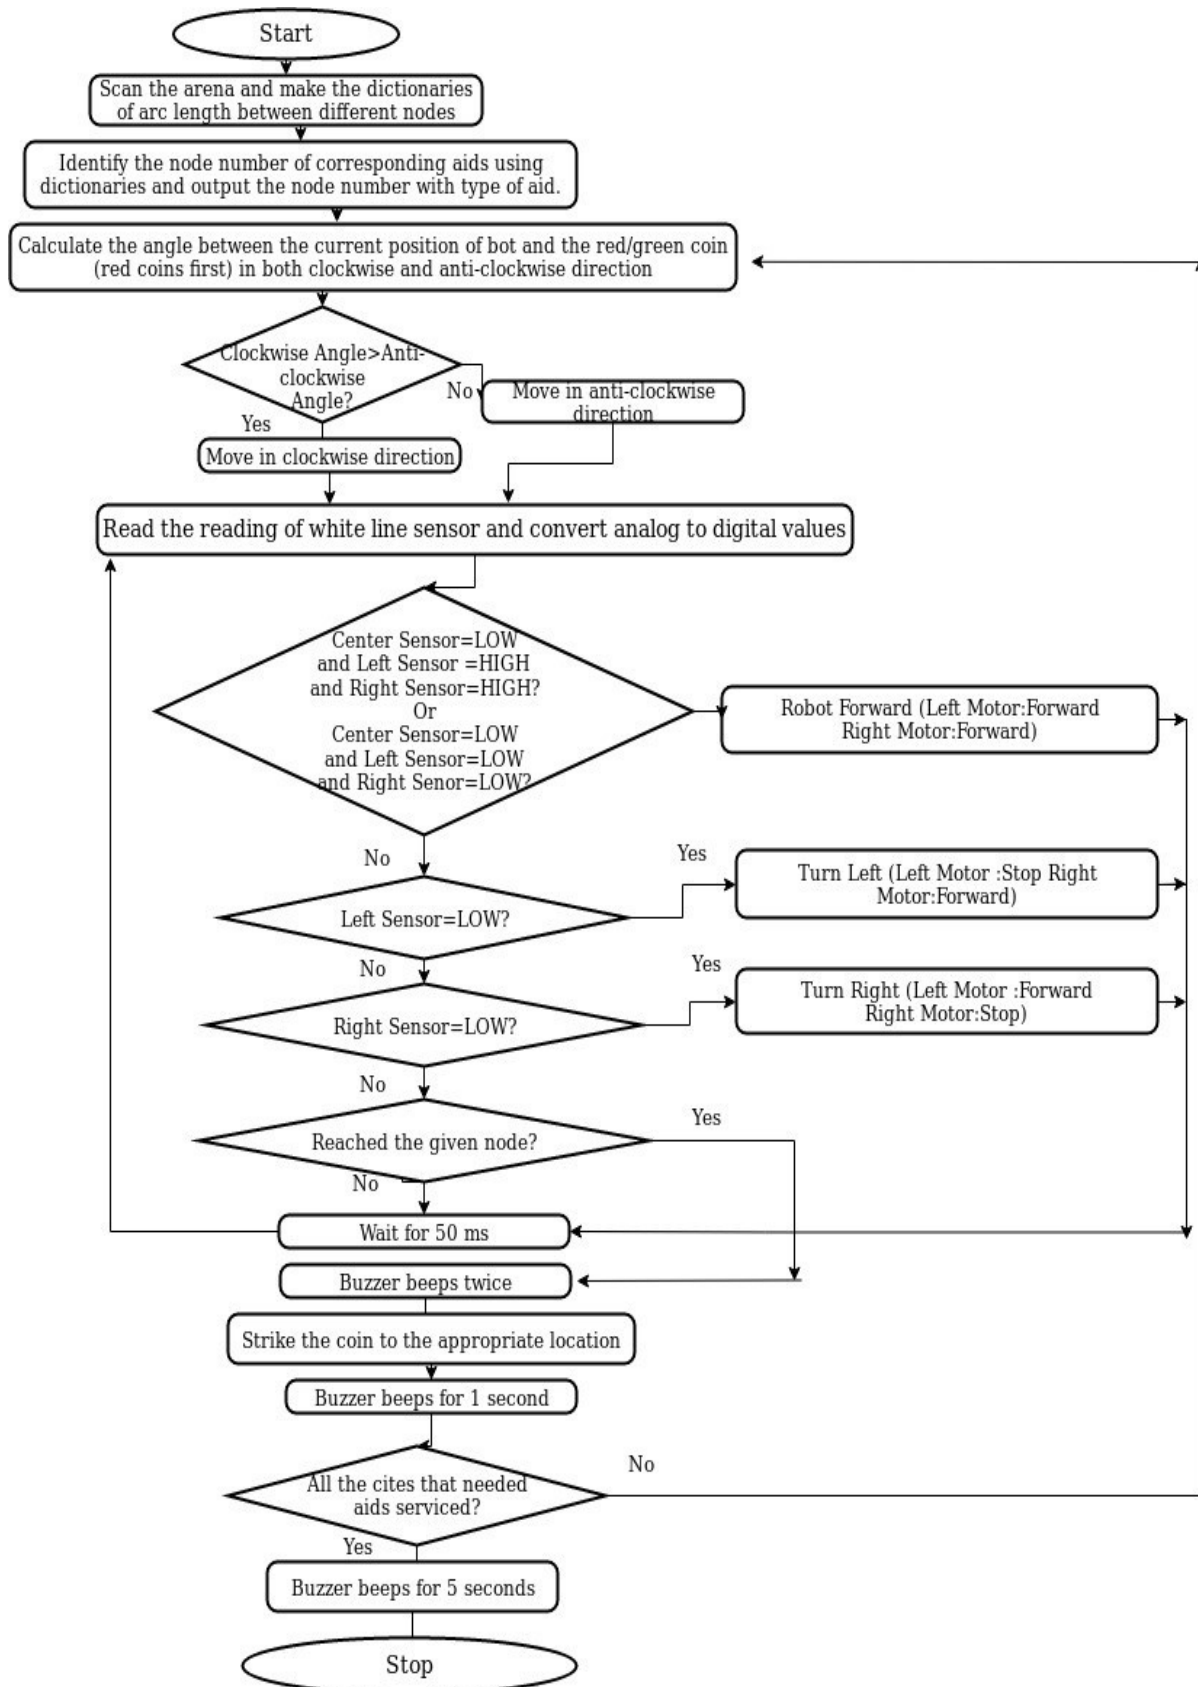 Start
Scan the arena and make the dictionaries
of arc length between different nodes
Identify the node number of corresponding aids using
dictionaries and output the node number with type of aid.
Calculate the angle between the current position of bot and the red/green coin
(red coins first) in both clockwise and anti-clockwise direction
Clockwise Angle>Anti-
clockwise
Angle?
No
Move in anti-clockwise
direction
Yes
Move in clockwise direction
Read the reading of white line sensor and convert analog to digital values
Center Sensor=LOW
and Left Sensor =HIGH
and Right Sensor=HIGH?
Or
Center Sensor=LOW
and Left Sensor=LOW
and Right Senor=LOW?
Robot Forward (Left Motor:Forward
Right Motor:Forward)
No
Yes
Left Sensor=LOW?
Turn Left (Left Motor :Stop Right
Motor:Forward)
No
Yes
Right Sensor=LOW?
Turn Right (Left Motor :Forward
Right Motor:Stop)
No
Yes
Reached the given node?
No
Wait for 50 ms
Buzzer beeps twice
Strike the coin to the appropriate location
Buzzer beeps for 1 second
All the cites that needed
aids serviced?
No
Yes
Buzzer beeps for 5 seconds
Stop